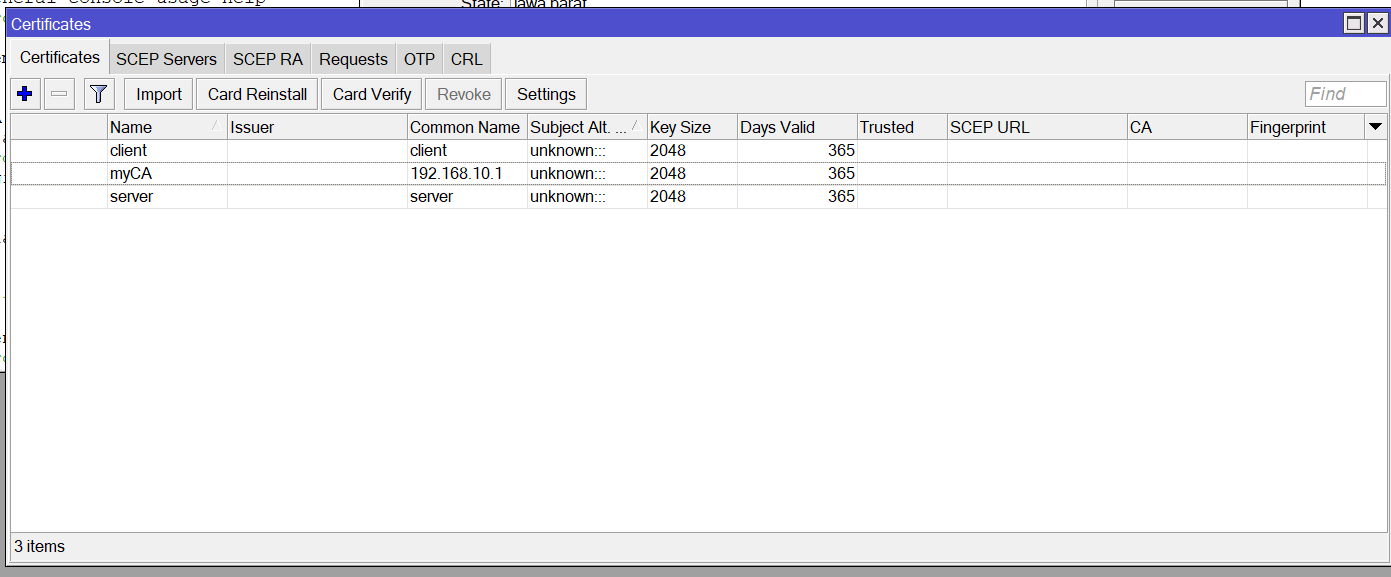 neral console usage help
State: Jawa barat
Certificates
Certificates SCEP Servers SCEP RA Requests OTP CRL
Import Card Reinstall Card Verify Revoke Settings Find
Name Issuer Common Name Subject Alt. ... Key Size Days Valid Trusted SCEP URL CA Fingerprint
client client unknown::: 2048 365
myCA 192.168.10.1 unknown::: 2048 365
server server unknown::: 2048 365
3 items